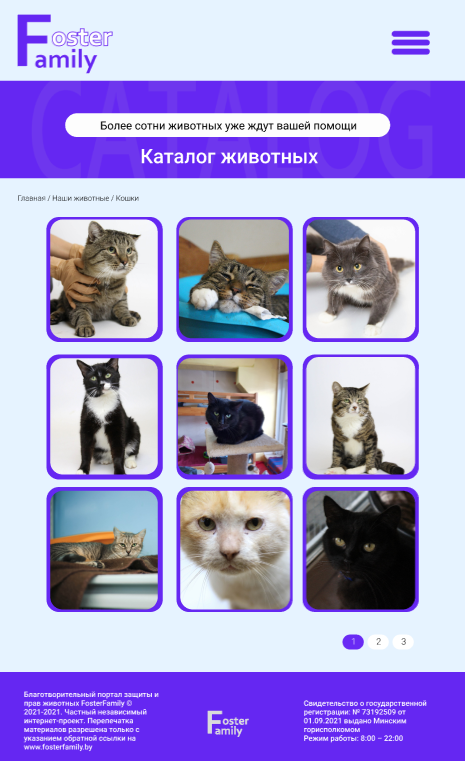 Foster
Family
CATALOG
Более сотни животных уже ждут вашей помощи
Каталог животных
Главная / Наши животные / Кошки
1 2 3
Благотворительный портал защиты и
прав животных FosterFamily ©
2021-2021. Частный независимый
интернет-проект. Перепечатка
материалов разрешена только с
указанием обратной ссылки на
www.fosterfamily.by
Foster
Family
Свидетельство о государственной
регистрации: № 73192509 от
01.09.2021 выдано Минским
горисполкомом
Режим работы: 8:00 – 22:00